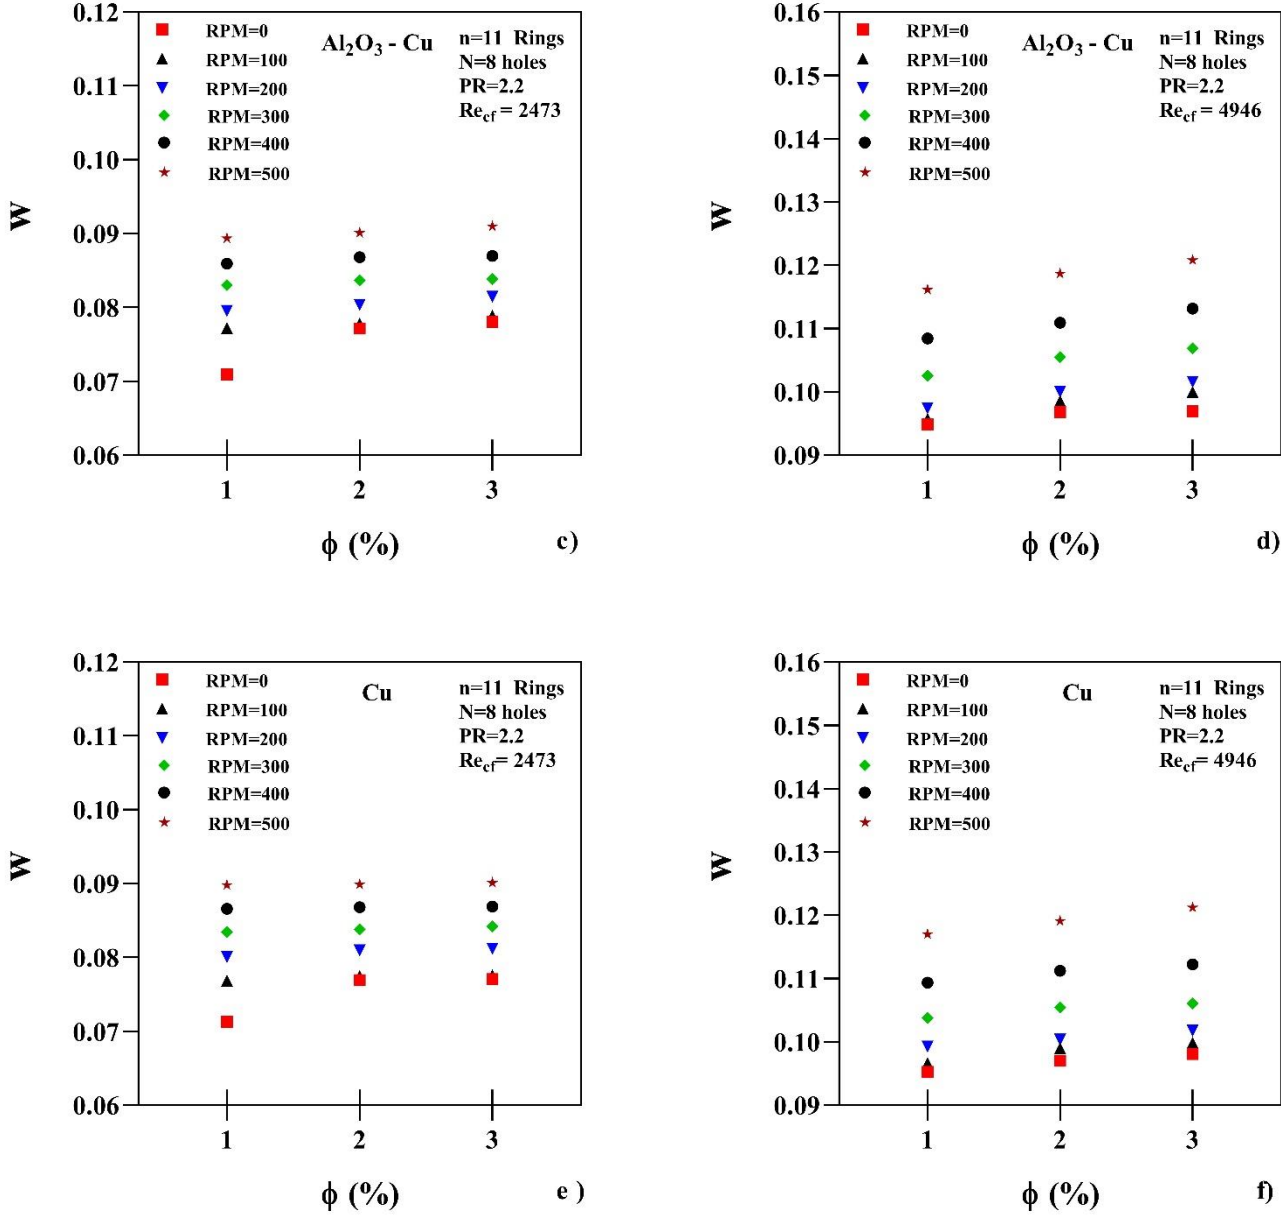 0.12
0.11
0.10
0.09
0.08
0.07
0.06
W
RPM=0
RPM=100
RPM=200
RPM=300
RPM=400
RPM=500
Al₂O₃ - Cu
n=11 Rings
N=8 holes
PR=2.2
Re_cf = 2473
1 2 3
ϕ (%)
c)
0.16
0.15
0.14
0.13
0.12
0.11
0.10
0.09
W
RPM=0
RPM=100
RPM=200
RPM=300
RPM=400
RPM=500
Al₂O₃ - Cu
n=11 Rings
N=8 holes
PR=2.2
Re_cf = 4946
1 2 3
ϕ (%)
d)
0.12
0.11
0.10
0.09
0.08
0.07
0.06
W
RPM=0
RPM=100
RPM=200
RPM=300
RPM=400
RPM=500
Cu
n=11 Rings
N=8 holes
PR=2.2
Re_cf= 2473
1 2 3
ϕ (%)
e )
0.16
0.15
0.14
0.13
0.12
0.11
0.10
0.09
W
RPM=0
RPM=100
RPM=200
RPM=300
RPM=400
RPM=500
Cu
n=11 Rings
N=8 holes
PR=2.2
Re_cf = 4946
1 2 3
ϕ (%)
f)